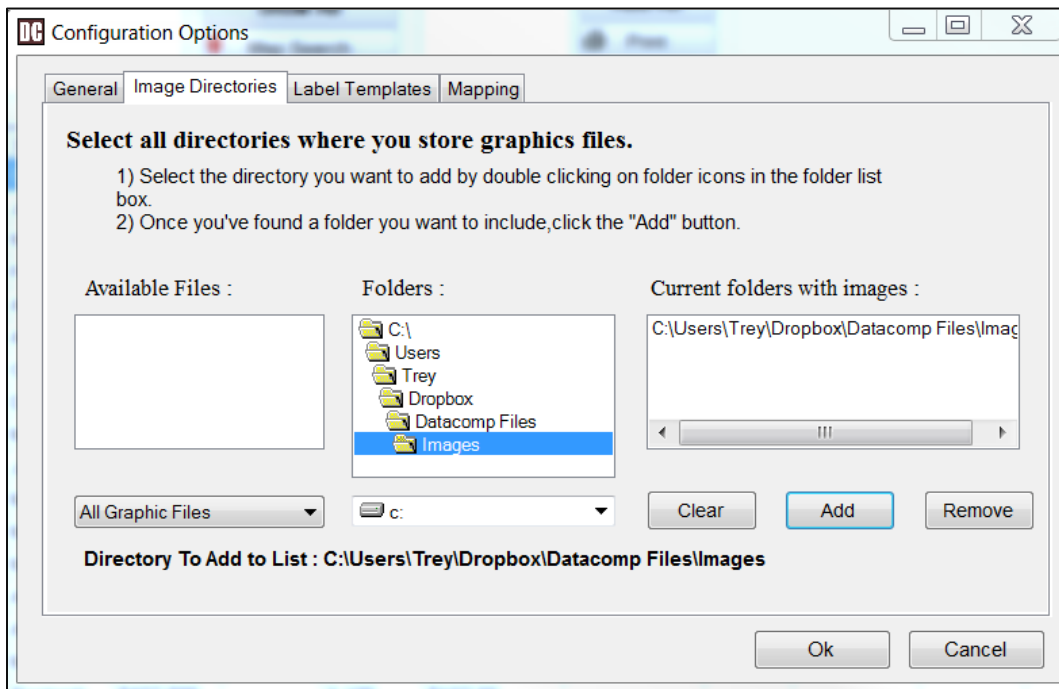 DC Configuration Options
General Image Directories Label Templates Mapping
Select all directories where you store graphics files.
1) Select the directory you want to add by double clicking on folder icons in the folder list
box.
2) Once you've found a folder you want to include,click the "Add" button.
Available Files : Folders : Current folders with images :
C:\
Users
Trey
Dropbox
Datacomp Files
Images
C:\Users\Trey\Dropbox\Datacomp Files\Imag
All Graphic Files c: Clear Add Remove
Directory To Add to List : C:\Users\Trey\Dropbox\Datacomp Files\Images
Ok Cancel